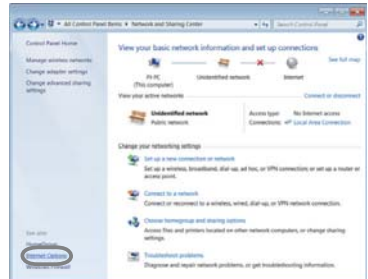 All Control Panel Items ▸ Network and Sharing Center
Search Control Panel
Control Panel Home
Manage wireless networks
Change adapter settings
Change advanced sharing settings
See also
HomeGroup
Internet Options
Windows Firewall
View your basic network information and set up connections
See full map
PJ-PC
(This computer)
Unidentified network
Internet
View your active networks
Connect or disconnect
Unidentified network
Public network
Access type: No Internet access
Connections: Local Area Connection
Change your networking settings
Set up a new connection or network
Set up a wireless, broadband, dial-up, ad hoc, or VPN connection; or set up a router or access point.
Connect to a network
Connect or reconnect to a wireless, wired, dial-up, or VPN network connection.
Choose homegroup and sharing options
Access files and printers located on other network computers, or change sharing settings.
Troubleshoot problems
Diagnose and repair network problems, or get troubleshooting information.